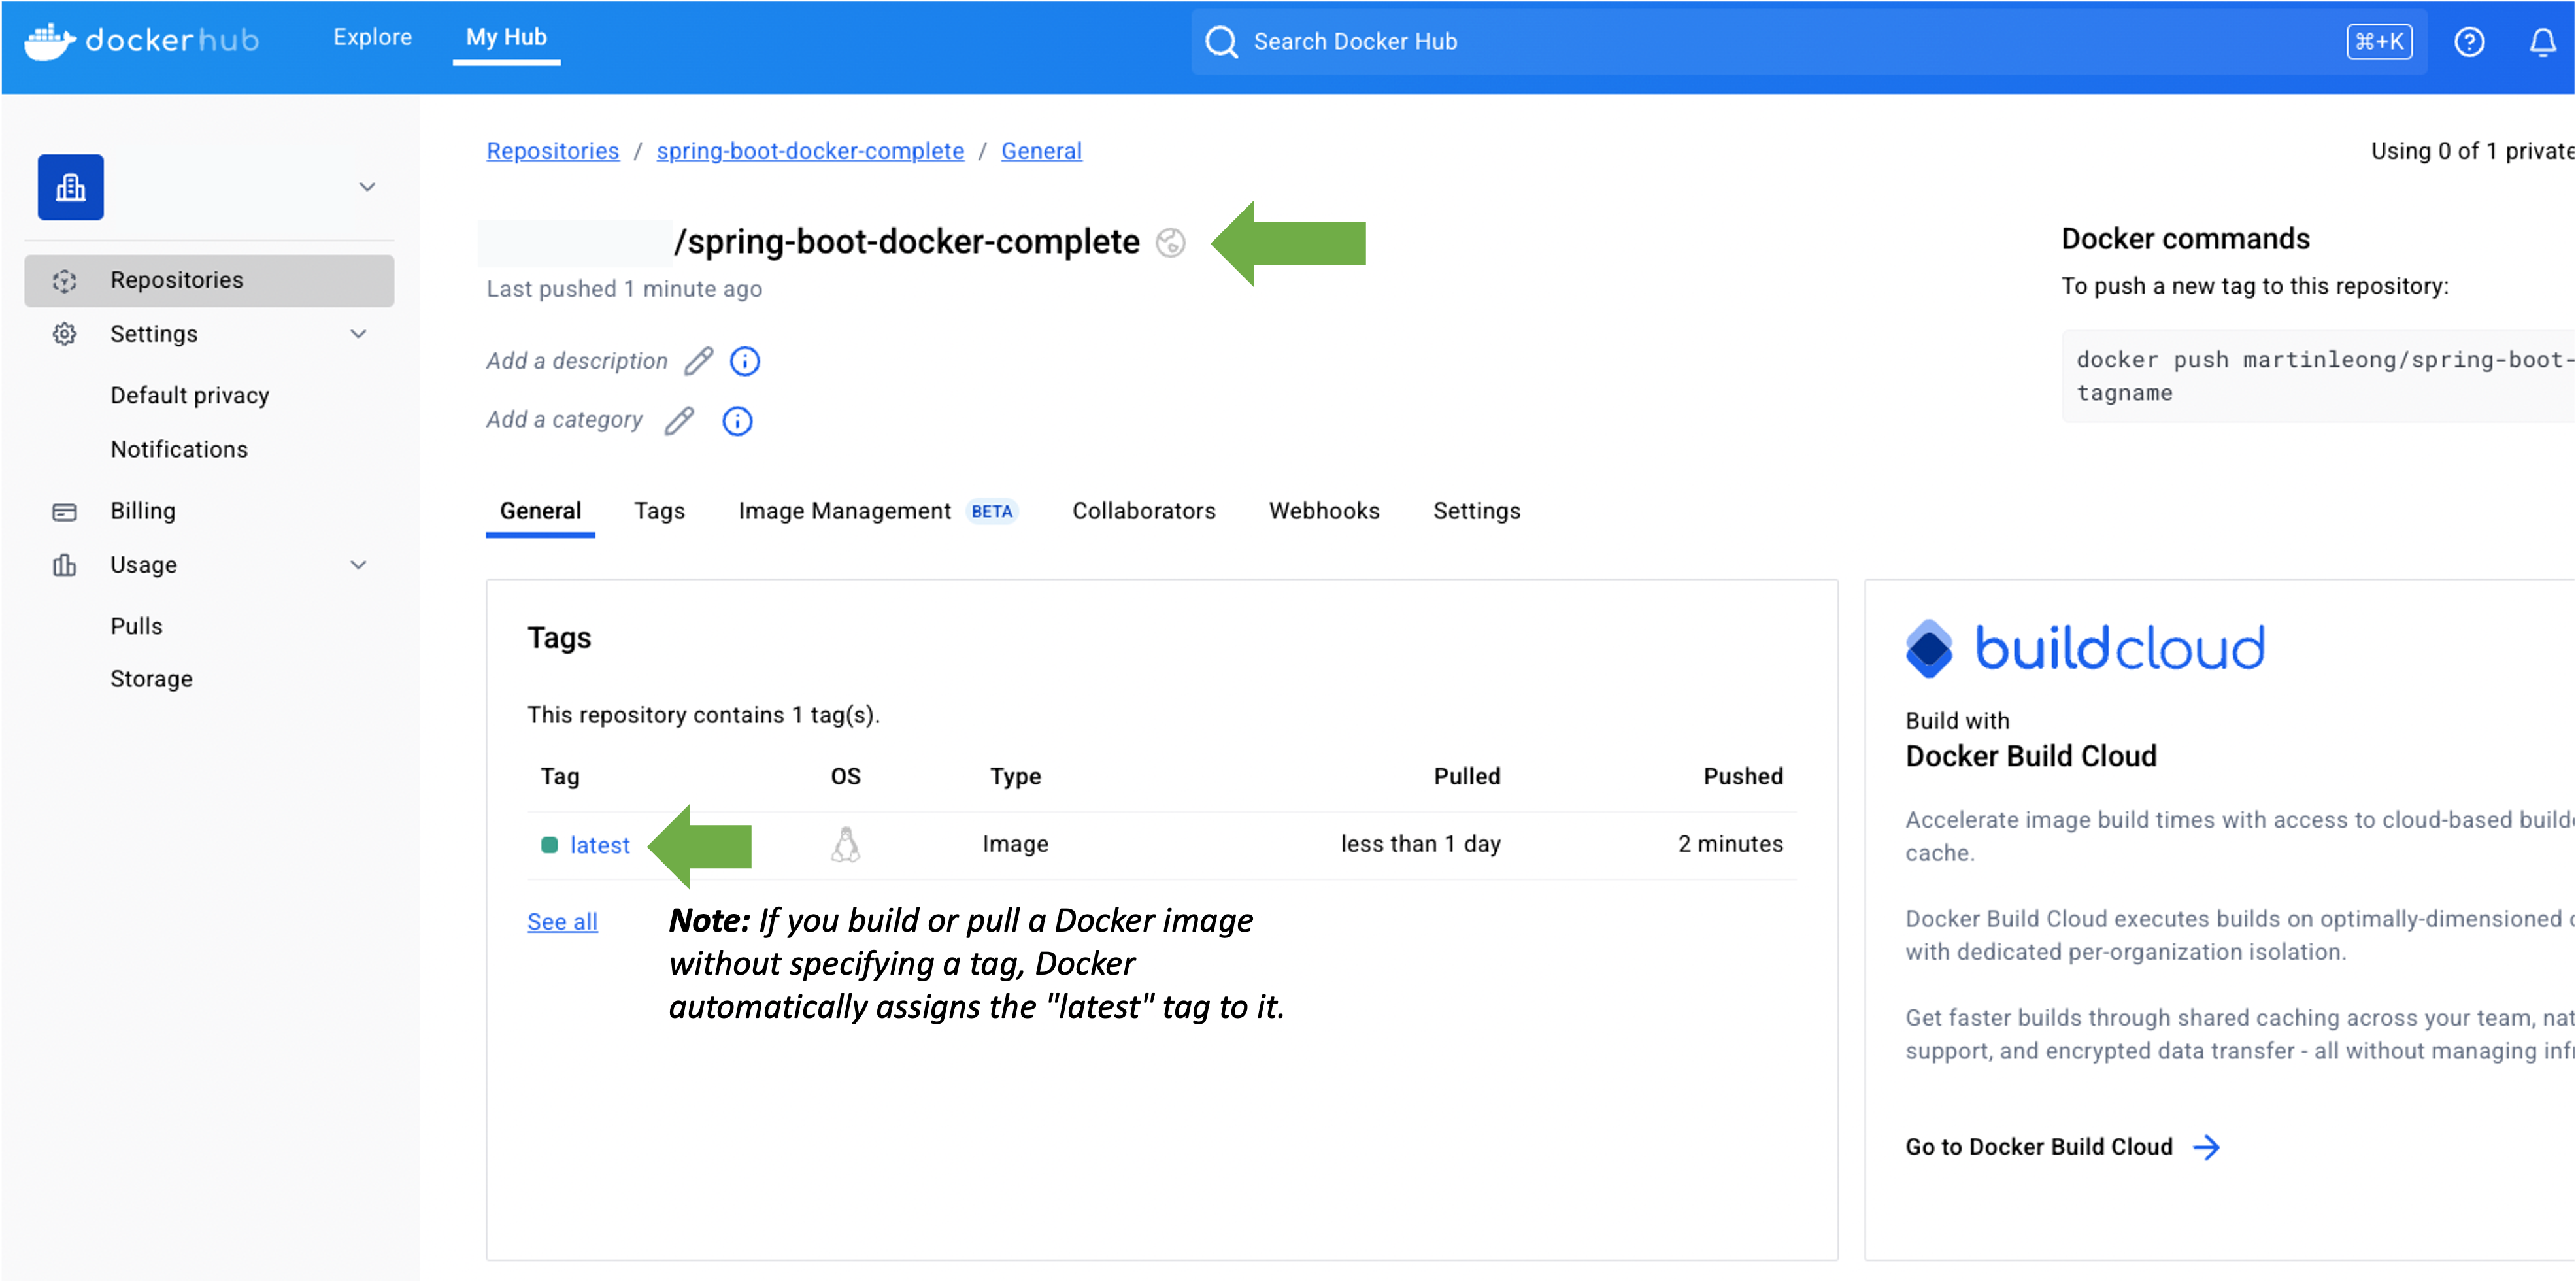 dockerhub
Explore
My Hub
Search Docker Hub
⌘+K
Repositories / spring-boot-docker-complete / General
Using 0 of 1 private
/spring-boot-docker-complete
Last pushed 1 minute ago
Add a description
Add a category
Docker commands
To push a new tag to this repository:
docker push martinleong/spring-boot-
tagname
Repositories
Settings
Default privacy
Notifications
Billing
Usage
Pulls
Storage
General Tags Image Management BETA Collaborators Webhooks Settings
Tags
This repository contains 1 tag(s).
Tag OS Type Pulled Pushed
latest Image less than 1 day 2 minutes
See all
Note: If you build or pull a Docker image
without specifying a tag, Docker
automatically assigns the "latest" tag to it.
buildcloud
Build with
Docker Build Cloud
Accelerate image build times with access to cloud-based build
cache.
Docker Build Cloud executes builds on optimally-dimensioned
with dedicated per-organization isolation.
Get faster builds through shared caching across your team,
support, and encrypted data transfer - all without managing
Go to Docker Build Cloud